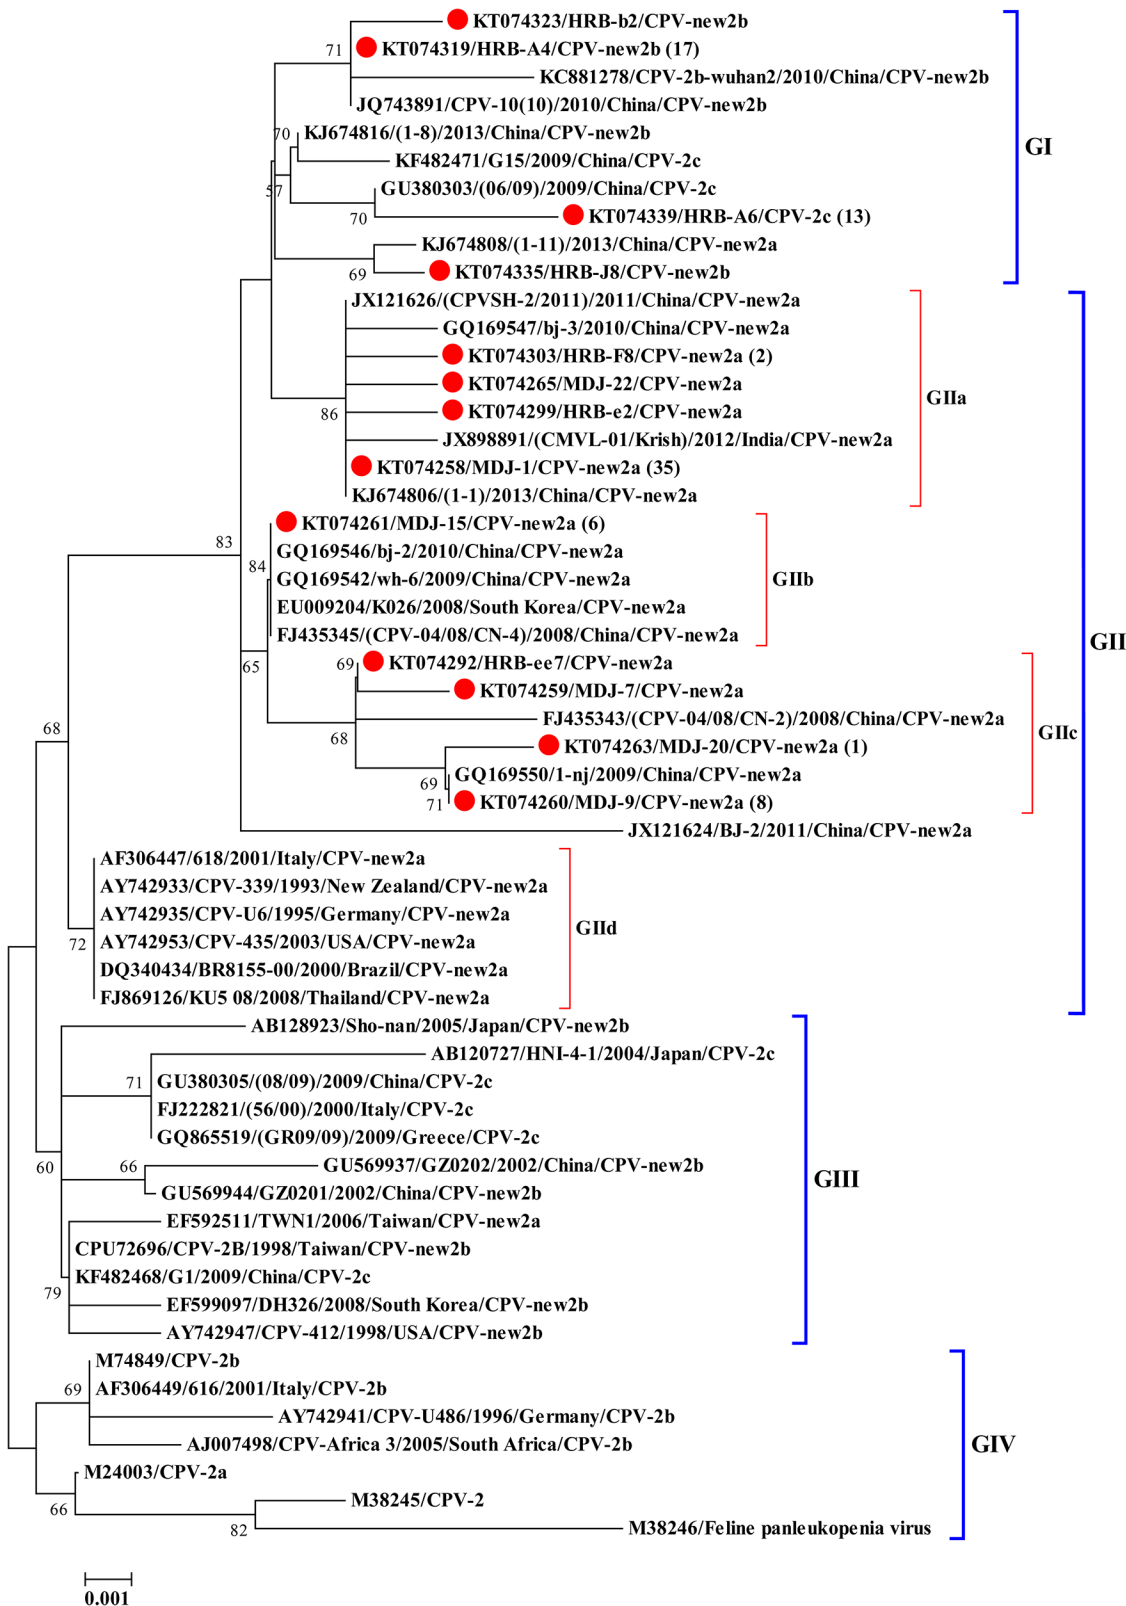 KT074323/HRB-b2/CPV-new2b
71
KT074319/HRB-A4/CPV-new2b (17)
KC881278/CPV-2b-wuhan2/2010/China/CPV-new2b
JQ743891/CPV-10(10)/2010/China/CPV-new2b
70
KJ674816/(1-8)/2013/China/CPV-new2b
GI
KF482471/G15/2009/China/CPV-2c
57
GU380303/(06/09)/2009/China/CPV-2c
70
KT074339/HRB-A6/CPV-2c (13)
KJ674808/(1-11)/2013/China/CPV-new2a
69
KT074335/HRB-J8/CPV-new2b
JX121626/(CPVSH-2/2011)/2011/China/CPV-new2a
GQ169547/bj-3/2010/China/CPV-new2a
KT074303/HRB-F8/CPV-new2a (2)
KT074265/MDJ-22/CPV-new2a
GIIa
86
KT074299/HRB-e2/CPV-new2a
JX898891/(CMVL-01/Krish)/2012/India/CPV-new2a
KT074258/MDJ-1/CPV-new2a (35)
KJ674806/(1-1)/2013/China/CPV-new2a
KT074261/MDJ-15/CPV-new2a (6)
83
GQ169546/bj-2/2010/China/CPV-new2a
84
GQ169542/wh-6/2009/China/CPV-new2a
GIIb
EU009204/K026/2008/South Korea/CPV-new2a
FJ435345/(CPV-04/08/CN-4)/2008/China/CPV-new2a
GII
65
69
KT074292/HRB-ee7/CPV-new2a
KT074259/MDJ-7/CPV-new2a
FJ435343/(CPV-04/08/CN-2)/2008/China/CPV-new2a
GIIc
68
68
KT074263/MDJ-20/CPV-new2a (1)
GQ169550/1-nj/2009/China/CPV-new2a
69
71
KT074260/MDJ-9/CPV-new2a (8)
JX121624/BJ-2/2011/China/CPV-new2a
AF306447/618/2001/Italy/CPV-new2a
AY742933/CPV-339/1993/New Zealand/CPV-new2a
AY742935/CPV-U6/1995/Germany/CPV-new2a
GIId
72
AY742953/CPV-435/2003/USA/CPV-new2a
DQ340434/BR8155-00/2000/Brazil/CPV-new2a
FJ869126/KU5 08/2008/Thailand/CPV-new2a
AB128923/Sho-nan/2005/Japan/CPV-new2b
AB120727/HNI-4-1/2004/Japan/CPV-2c
71
GU380305/(08/09)/2009/China/CPV-2c
FJ222821/(56/00)/2000/Italy/CPV-2c
GQ865519/(GR09/09)/2009/Greece/CPV-2c
60
66
GU569937/GZ0202/2002/China/CPV-new2b
GIII
GU569944/GZ0201/2002/China/CPV-new2b
EF592511/TWN1/2006/Taiwan/CPV-new2a
CPU72696/CPV-2B/1998/Taiwan/CPV-new2b
KF482468/G1/2009/China/CPV-2c
79
EF599097/DH326/2008/South Korea/CPV-new2b
AY742947/CPV-412/1998/USA/CPV-new2b
M74849/CPV-2b
69
AF306449/616/2001/Italy/CPV-2b
AY742941/CPV-U486/1996/Germany/CPV-2b
AJ007498/CPV-Africa 3/2005/South Africa/CPV-2b
GIV
M24003/CPV-2a
66
M38245/CPV-2
82
M38246/Feline panleukopenia virus
0.001